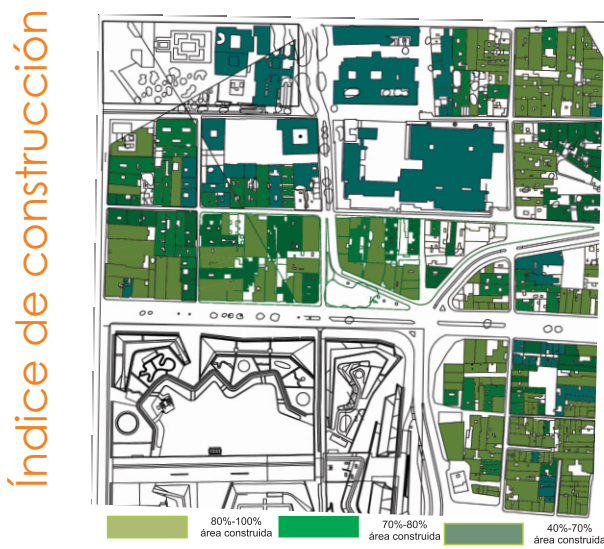 Índice de construcción
80%-100%
área construida
70%-80%
área construida
40%-70%
área construida